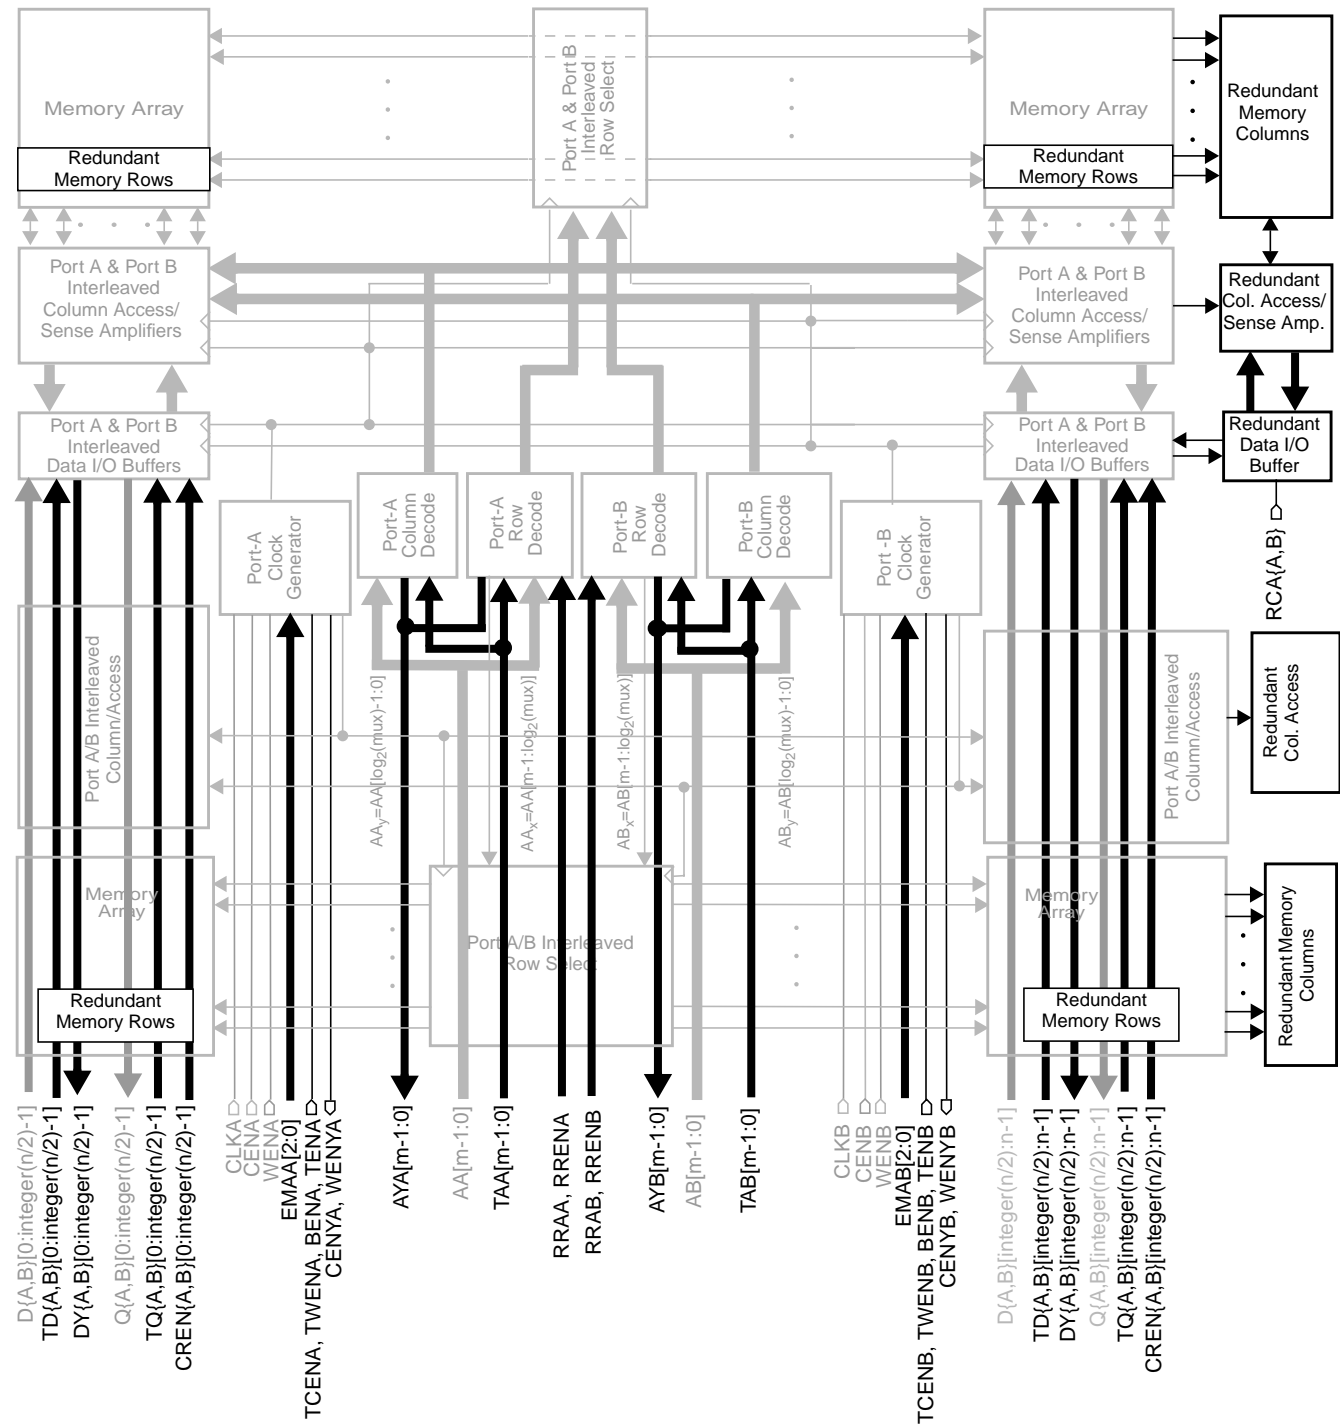 Memory Array
Redundant
Memory Rows
Port A & Port B
Interleaved
Row Select
Memory Array
Redundant
Memory Rows
Redundant
Memory
Columns
Port A & Port B
Interleaved
Column Access/
Sense Amplifiers
Port A & Port B
Interleaved
Column Access/
Sense Amplifiers
Redundant
Col. Access/
Sense Amp.
Port A & Port B
Interleaved
Data I/O Buffers
Port A & Port B
Interleaved
Data I/O Buffers
Redundant
Data I/O
Buffer
Port-A
Clock
Generator
Port-A
Column
Decode
Port-A
Row
Decode
Port-B
Row
Decode
Port-B
Column
Decode
Port -B
Clock
Generator
RCA{A,B}
Port A/B Interleaved
Column/Access
AAy=AA[log2(mux)-1:0]
AAx=AA[m-1:log2(mux)]
ABx=AB[m-1:log2(mux)]
ABy=AB[log2(mux)-1:0]
Port A/B Interleaved
Column/Access
Redundant
Col. Access
Memory
Array
Redundant
Memory Rows
Port A/B Interleaved
Row Select
Memory
Array
Redundant
Memory Rows
Redundant Memory
Columns
D{A,B}[0:integer(n/2)-1]
TD{A,B}[0:integer(n/2)-1]
DY{A,B}[0:integer(n/2)-1]
Q{A,B}[0:integer(n/2)-1]
TQ{A,B}[0:integer(n/2)-1]
CREN{A,B}[0:integer(n/2)-1]
CLKA
CENA
WENA
EMAA[2:0]
TCENA, TWENA, BENA, TENA
CENYA, WENYA
AYA[m-1:0]
AA[m-1:0]
TAA[m-1:0]
RRAA, RRENA
RRAB, RRENB
AYB[m-1:0]
AB[m-1:0]
TAB[m-1:0]
CLKB
CENB
WENB
EMAB[2:0]
TCENB, TWENB, BENB, TENB
CENYB, WENYB
D{A,B}[integer(n/2):n-1]
TD{A,B}[integer(n/2):n-1]
DY{A,B}[integer(n/2):n-1]
Q{A,B}[integer(n/2):n-1]
TQ{A,B}[integer(n/2):n-1]
CREN{A,B}[integer(n/2):n-1]